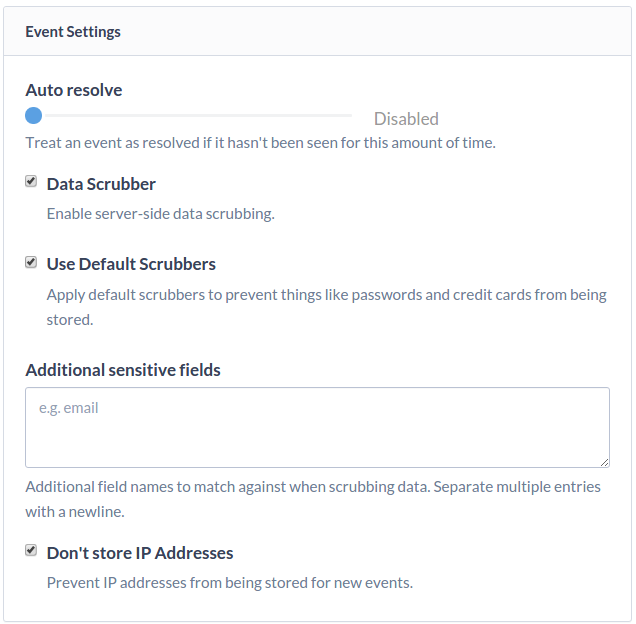 Event Settings
Auto resolve
Disabled
Treat an event as resolved if it hasn't been seen for this amount of time.
Data Scrubber
Enable server-side data scrubbing.
Use Default Scrubbers
Apply default scrubbers to prevent things like passwords and credit cards from being
stored.
Additional sensitive fields
e.g. email
Additional field names to match against when scrubbing data. Separate multiple entries
with a newline.
Don't store IP Addresses
Prevent IP addresses from being stored for new events.